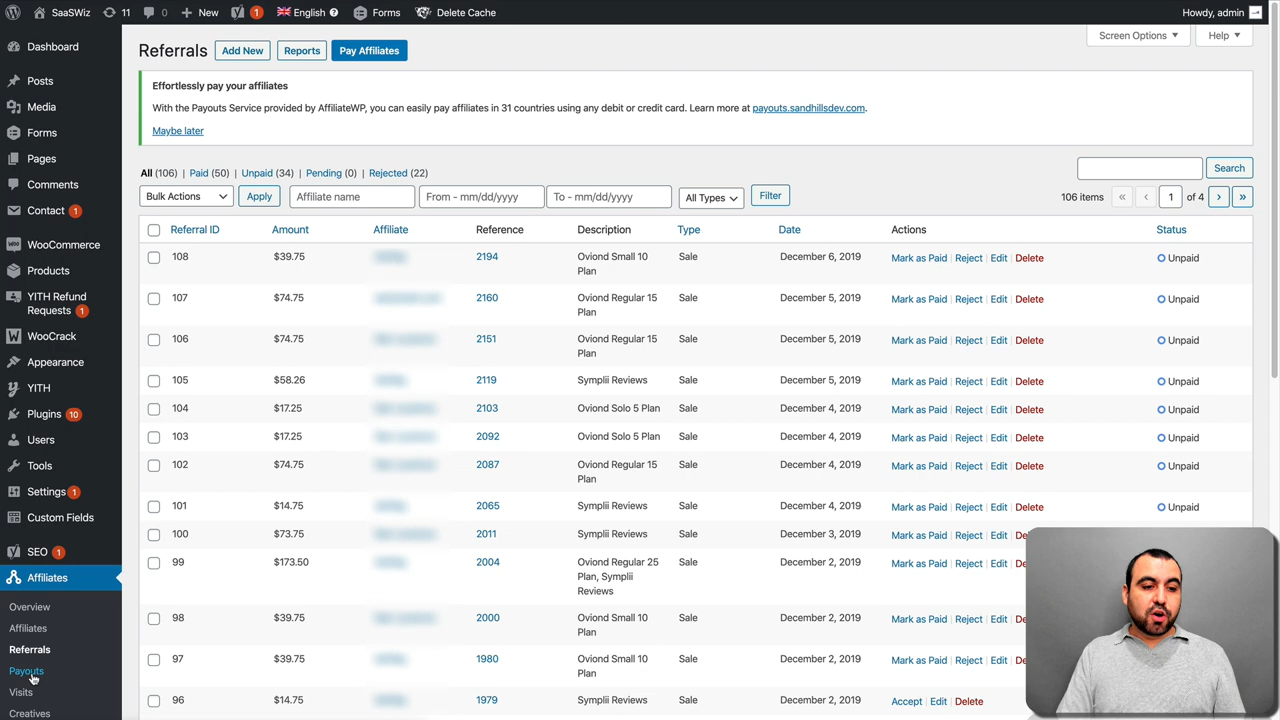 SaaSWiz 11 0 New 1 English Forms Delete Cache Howdy, admin
Dashboard
Posts
Media
Forms
Pages
Comments
Contact 1
WooCommerce
Products
YITH Refund
Requests 1
WooCrack
Appearance
YITH
Plugins 10
Users
Tools
Settings 1
Custom Fields
SEO 1
Affiliates
Overview
Affiliates
Referrals
Payouts
Visits
Creatives
Screen Options Help
Referrals Add New Reports Pay Affiliates
Effortlessly pay your affiliates
With the Payouts Service provided by AffiliateWP, you can easily pay affiliates in 31 countries using any debit or credit card. Learn more at payouts.sandhillsdev.com.
Maybe later
All (106) | Paid (50) | Unpaid (34) | Pending (0) | Rejected (22)
Search
Bulk Actions Apply Affiliate name From - mm/dd/yyyy To - mm/dd/yyyy All Types Filter 106 items « ‹ 1 of 4 › »
Referral ID Amount Affiliate Reference Description Type Date Actions Status
108 $39.75 2194 Oviond Small 10 Sale December 6, 2019 Mark as Paid | Reject | Edit | Delete Unpaid
Plan
107 $74.75 2160 Oviond Regular 15 Sale December 5, 2019 Mark as Paid | Reject | Edit | Delete Unpaid
Plan
106 $74.75 2151 Oviond Regular 15 Sale December 5, 2019 Mark as Paid | Reject | Edit | Delete Unpaid
Plan
105 $58.26 2119 Symplii Reviews Sale December 5, 2019 Mark as Paid | Reject | Edit | Delete Unpaid
104 $17.25 2103 Oviond Solo 5 Plan Sale December 4, 2019 Mark as Paid | Reject | Edit | Delete Unpaid
103 $17.25 2092 Oviond Solo 5 Plan Sale December 4, 2019 Mark as Paid | Reject | Edit | Delete Unpaid
102 $74.75 2087 Oviond Regular 15 Sale December 4, 2019 Mark as Paid | Reject | Edit | Delete Unpaid
Plan
101 $14.75 2065 Symplii Reviews Sale December 4, 2019 Mark as Paid | Reject | Edit | Delete Unpaid
100 $73.75 2011 Symplii Reviews Sale December 3, 2019 Mark as Paid | Reject | Edit |
99 $173.50 2004 Oviond Regular 25 Sale December 2, 2019 Mark as Paid | Reject | Edit |
Plan, Symplii
Reviews
98 $39.75 2000 Oviond Small 10 Sale December 2, 2019 Mark as Paid | Reject | Edit |
Plan
97 $39.75 1980 Oviond Small 10 Sale December 2, 2019 Mark as Paid | Reject | Edit |
Plan
96 $14.75 1979 Symplii Reviews Sale December 2, 2019 Accept | Edit | Delete